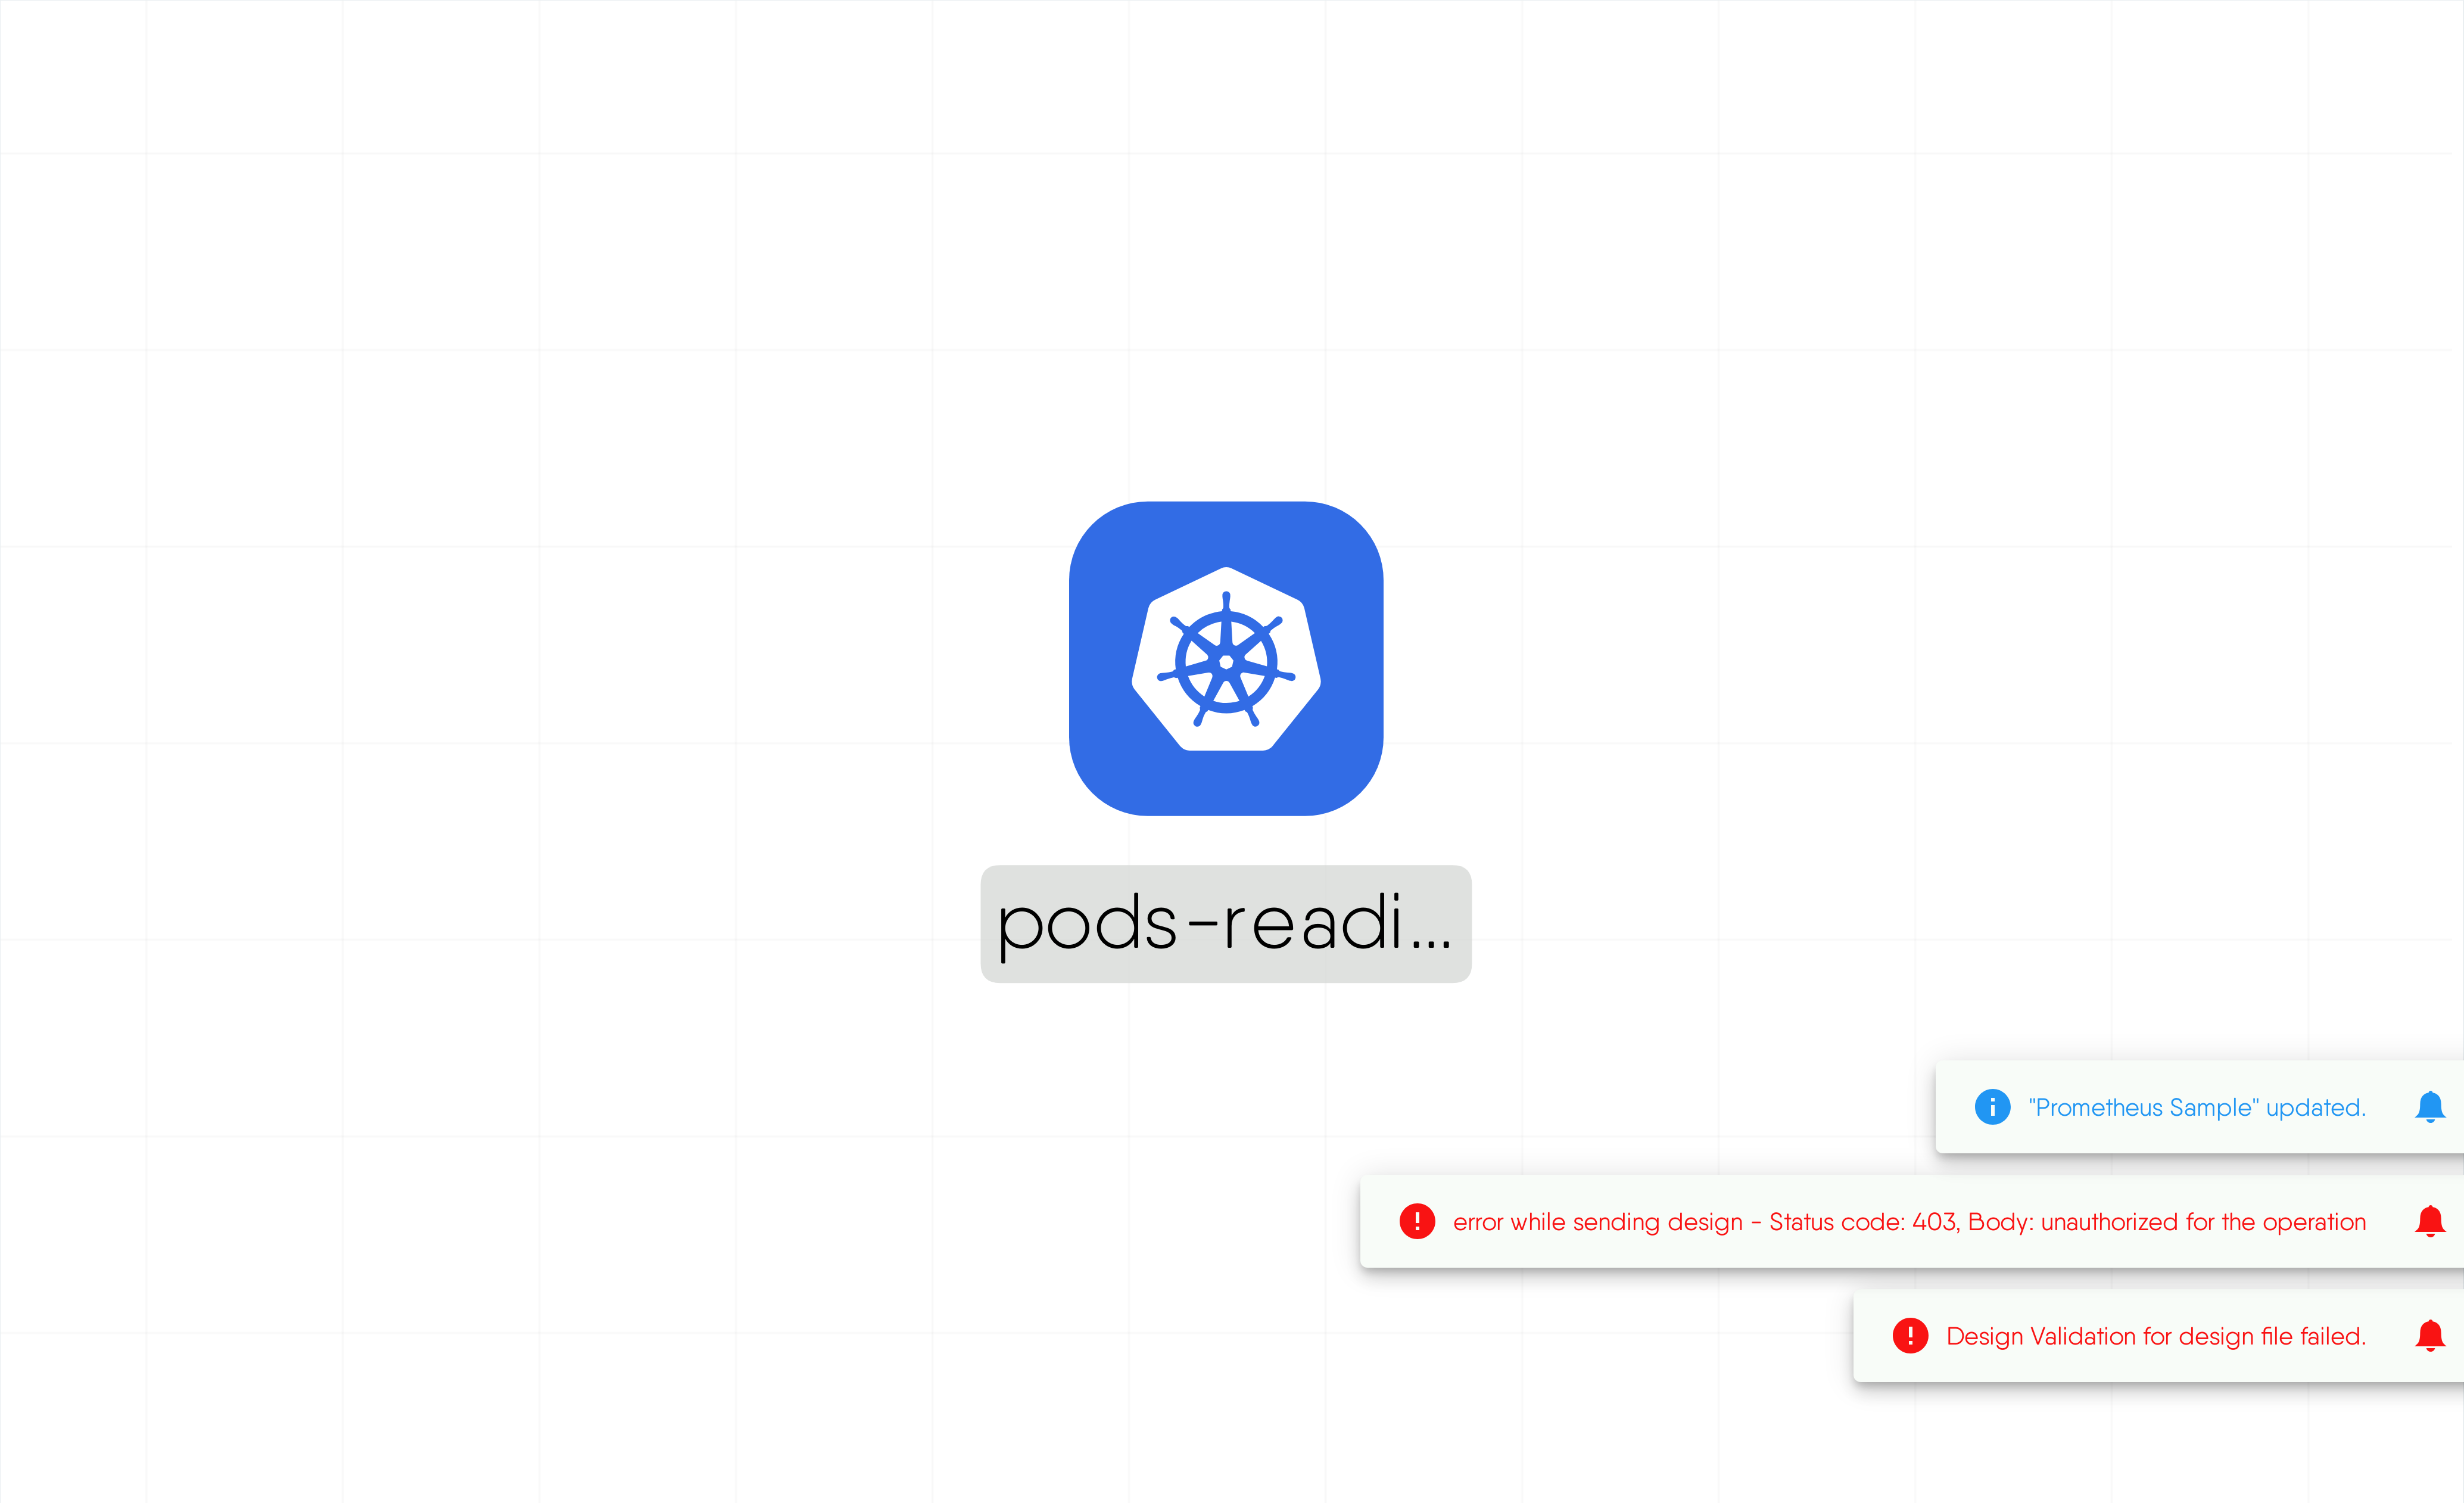 pods-readi...
"Prometheus Sample" updated.
error while sending design - Status code: 403, Body: unauthorized for the operation
Design Validation for design file failed.